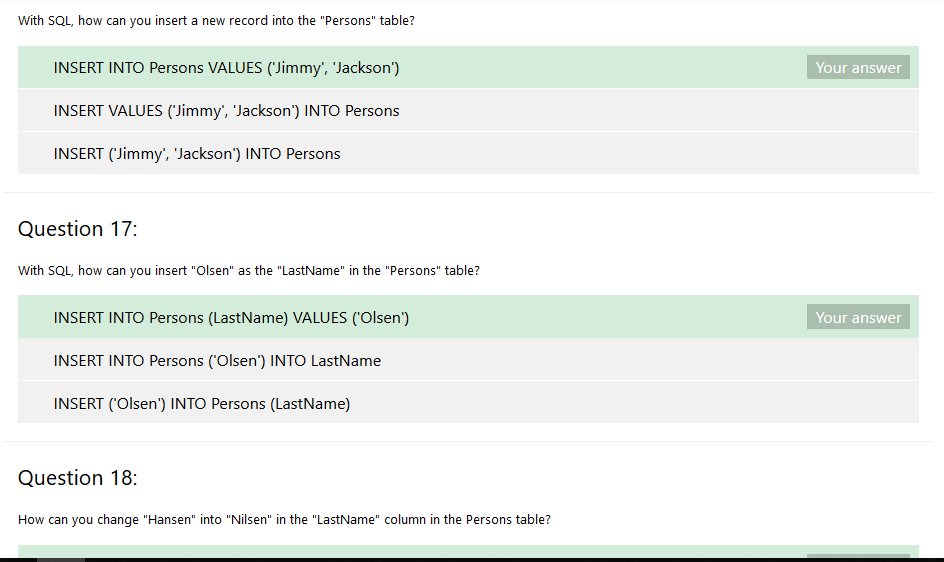 With SQL, how can you insert a new record into the "Persons" table?
INSERT INTO Persons VALUES ('Jimmy', 'Jackson')
Your answer
INSERT VALUES ('Jimmy', 'Jackson') INTO Persons
INSERT ('Jimmy', 'Jackson') INTO Persons
Question 17:
With SQL, how can you insert "Olsen" as the "LastName" in the "Persons" table?
INSERT INTO Persons (LastName) VALUES ('Olsen')
Your answer
INSERT INTO Persons ('Olsen') INTO LastName
INSERT ('Olsen') INTO Persons (LastName)
Question 18:
How can you change "Hansen" into "Nilsen" in the "LastName" column in the Persons table?